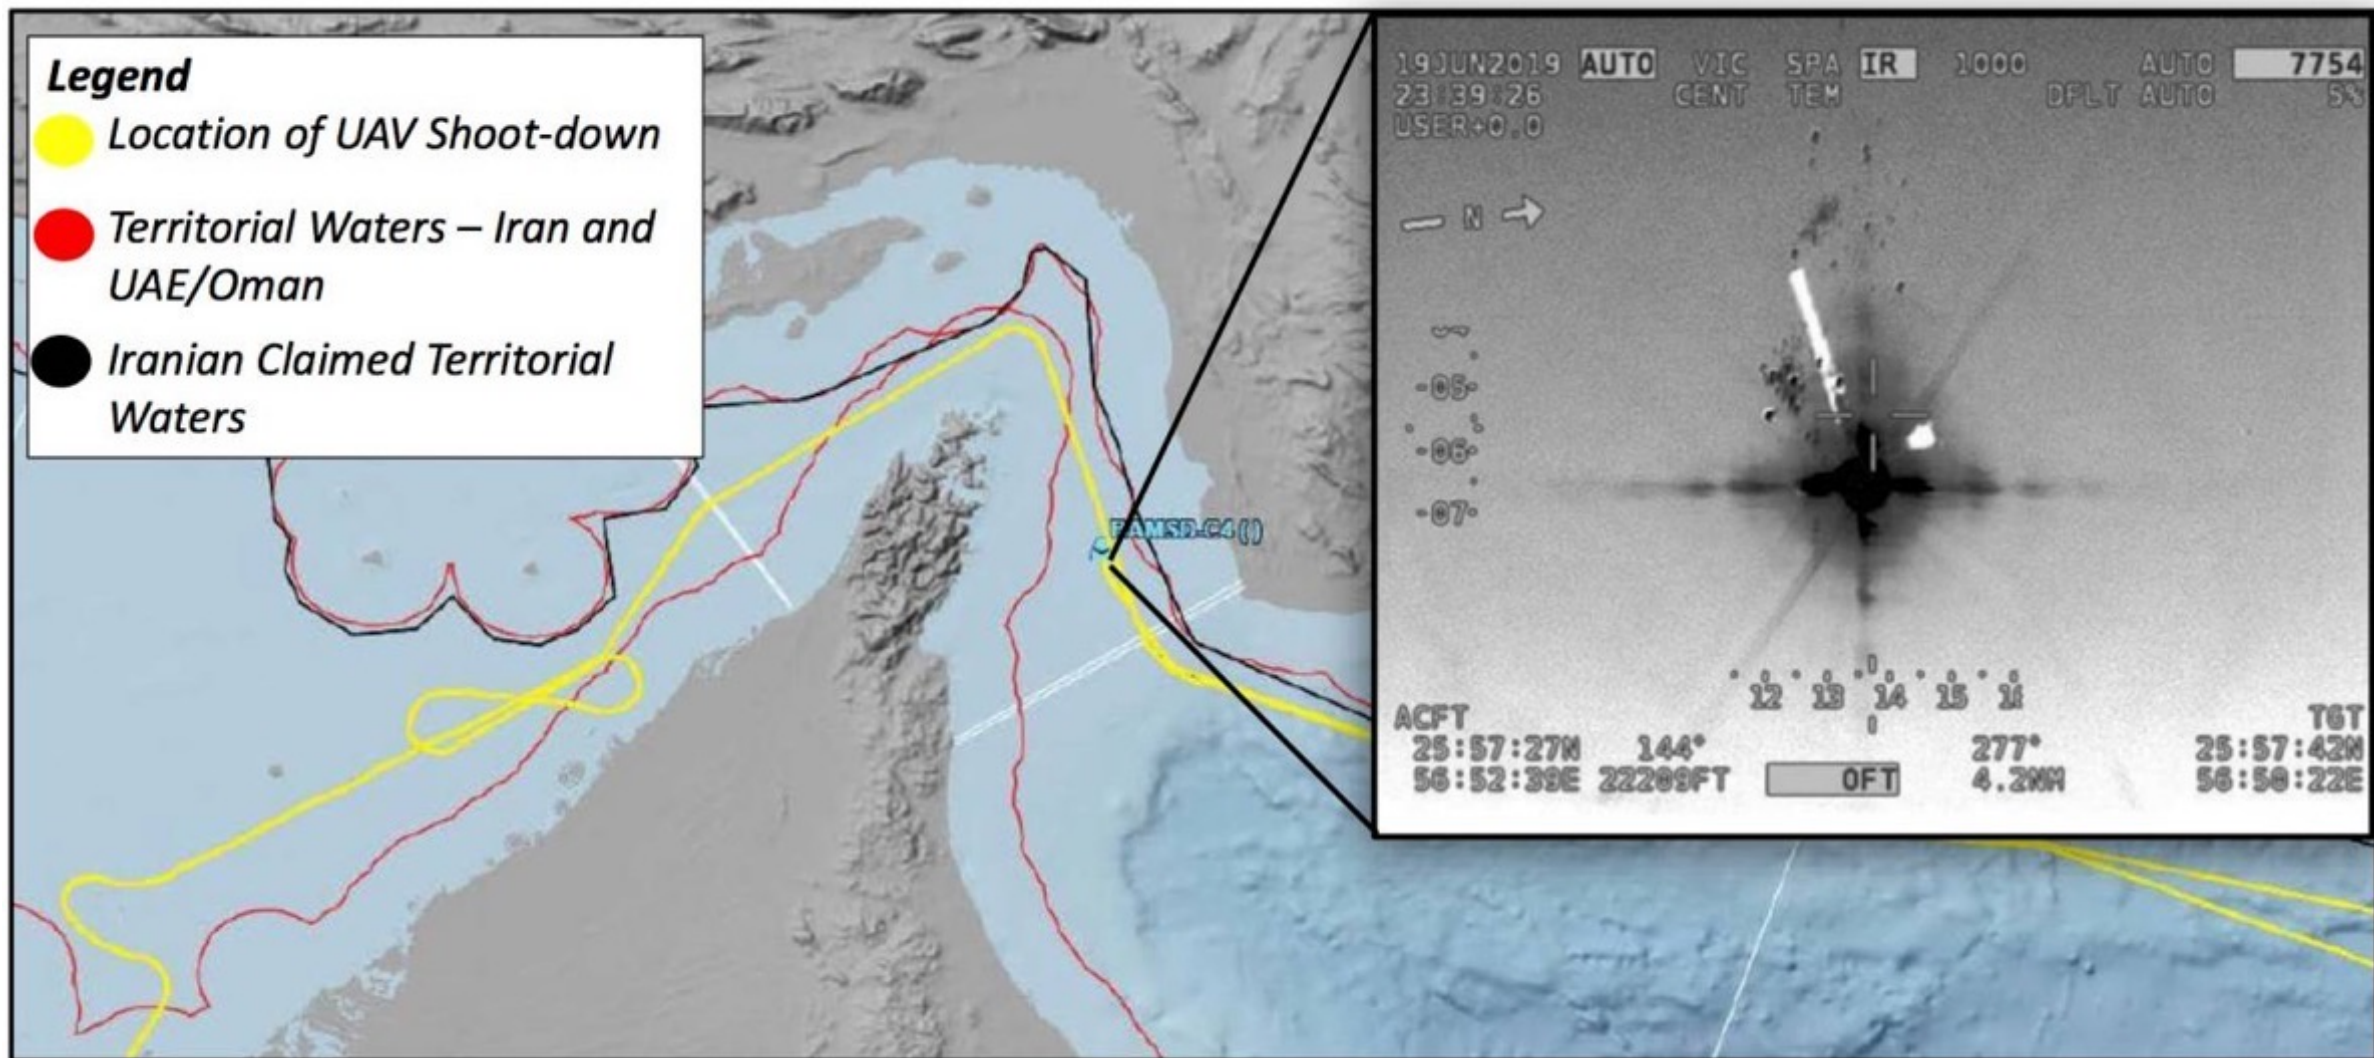 Legend
Location of UAV Shoot-down
Territorial Waters – Iran and
UAE/Oman
Iranian Claimed Territorial
Waters
BAMSD-C4 ( )
19JUN2019 AUTO VIC SPA IR 1000 AUTO 7754
23:39:26 CENT TEM DFLT AUTO 5%
USER+0.0
N
-05-
-06-
-07-
12 13 14 15
ACFT TGT
25:57:27N 144° 277° 25:57:42N
56:52:39E 22209FT 0FT 4.2NM 56:50:22E